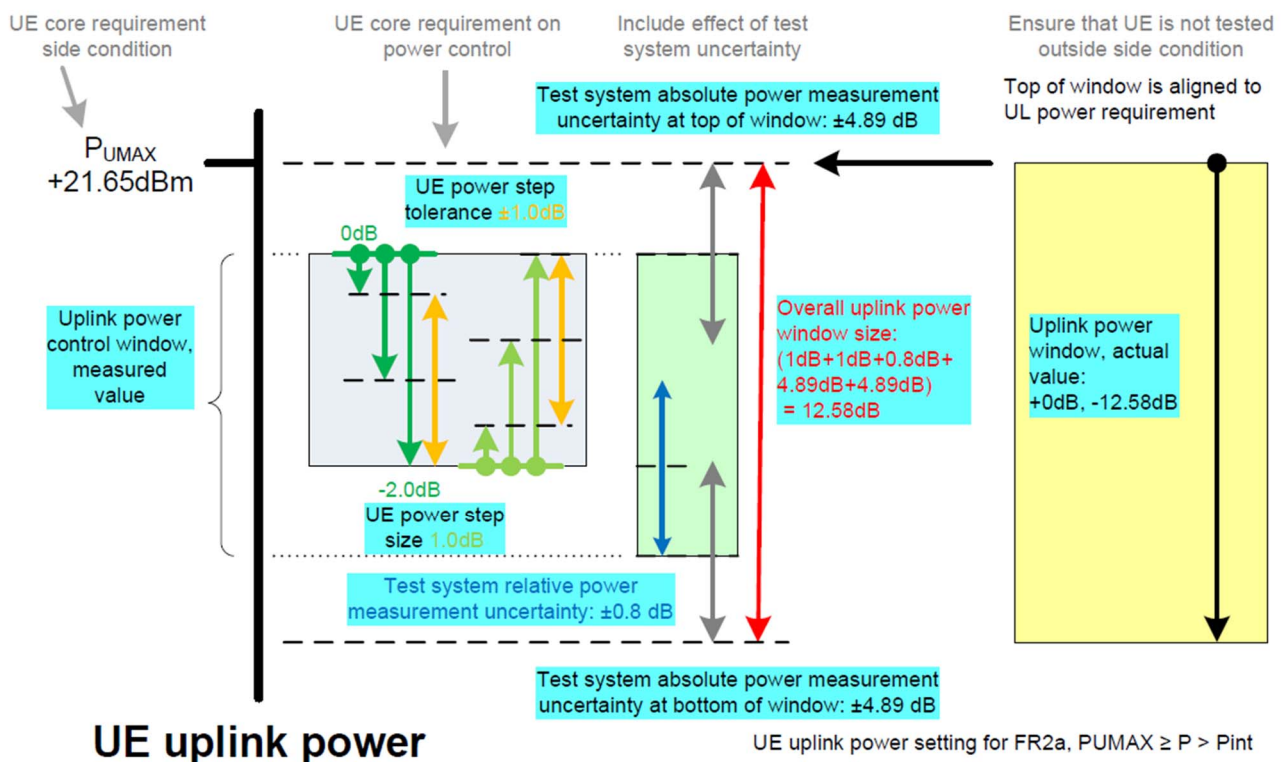 UE core requirement
side condition
UE core requirement on
power control
Include effect of test
system uncertainty
Ensure that UE is not tested
outside side condition
Top of window is aligned to
UL power requirement
Test system absolute power measurement
uncertainty at top of window: ±4.89 dB
PUMAX
+21.65dBm
UE power step
tolerance ±1.0dB
0dB
Uplink power
control window,
measured
value
Overall uplink power
window size:
(1dB+1dB+0.8dB+
4.89dB+4.89dB)
= 12.58dB
Uplink power
window, actual
value:
+0dB, -12.58dB
-2.0dB
UE power step
size 1.0dB
Test system relative power
measurement uncertainty: ±0.8 dB
Test system absolute power measurement
uncertainty at bottom of window: ±4.89 dB
UE uplink power
UE uplink power setting for FR2a, PUMAX ≥ P > Pint